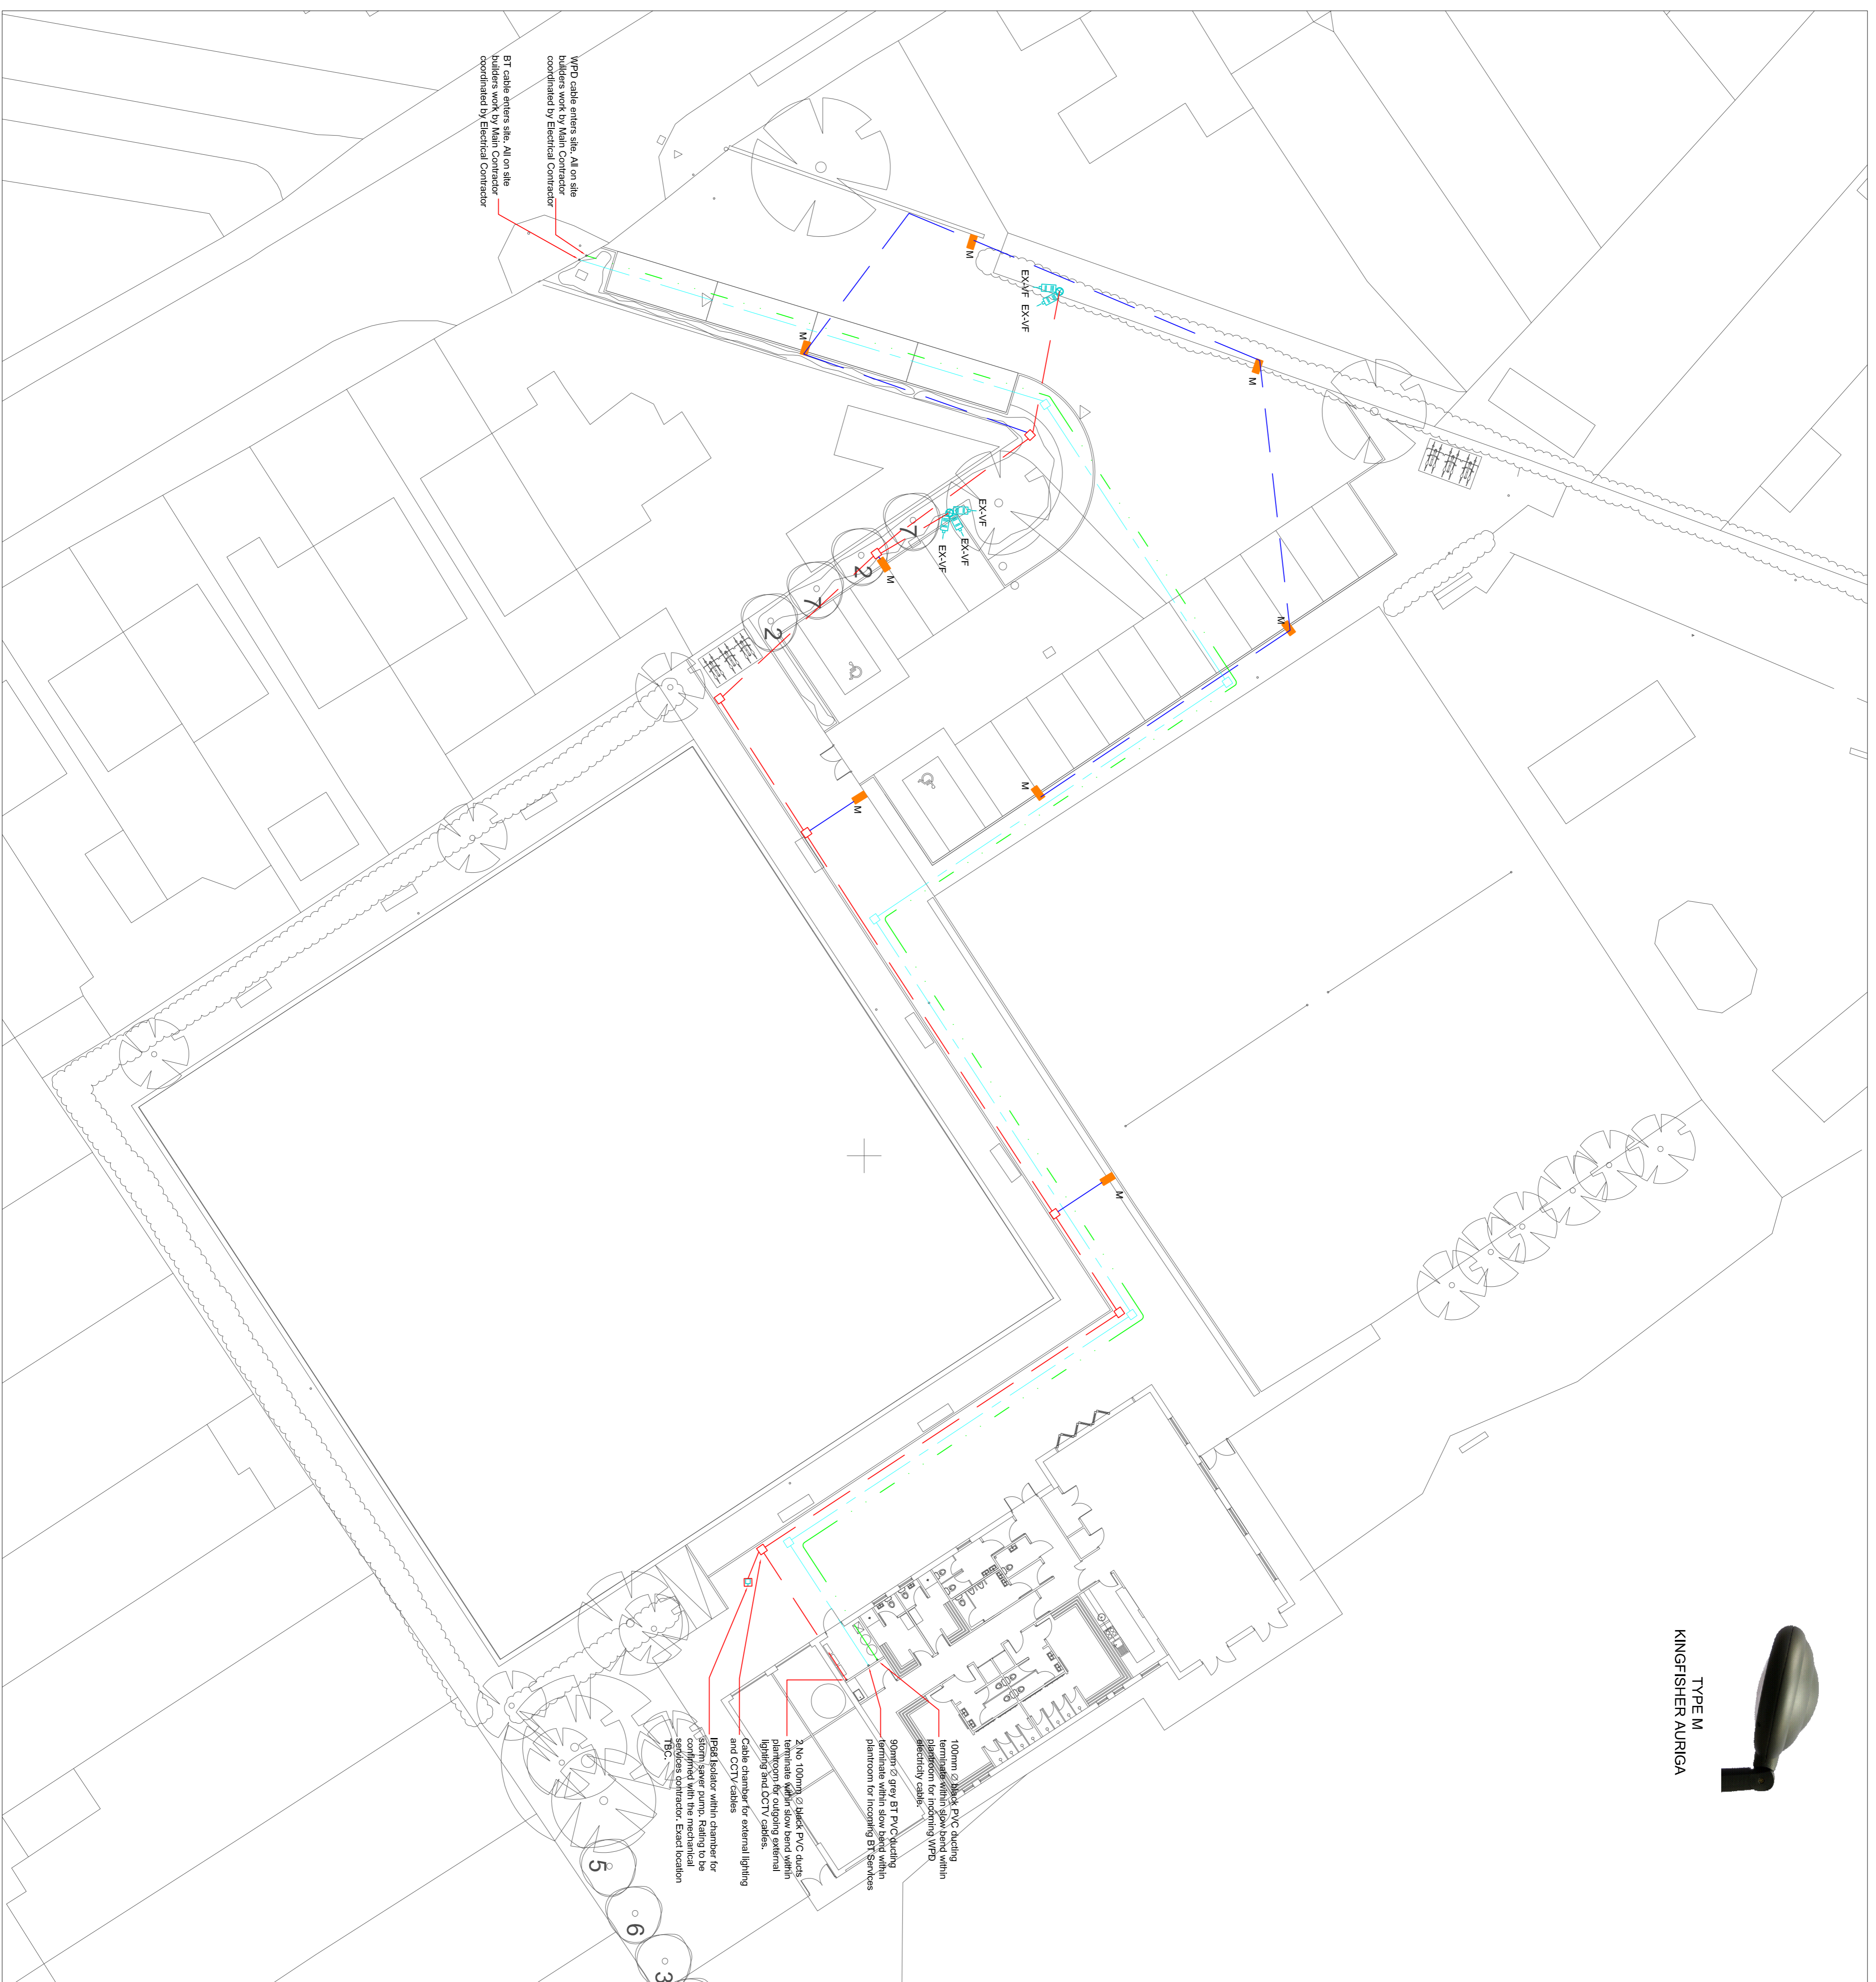 WPD cable enters site. All on site
builders work by Main Contractor
coordinated by Electrical Contractor
BT cable enters site. All on site
builders work by Main Contractor
coordinated by Electrical Contractor
M
EX-VF
EX-VF
M
M
EX-VF
EX-VF
EX-VF
M
M
M
M
M
7
2
7
2
TYPE M
KINGFISHER AURIGA
100mm ∅ black PVC ducting
terminate within slow bend within
plantroom for incoming WPD
electricity cable.
90mm ∅ grey BT PVC ducting
terminate within slow bend within
plantroom for incoming BT Services
2 No 100mm ∅ black PVC ducts
terminate within slow bend within
plantroom for outgoing external
lighting and CCTV cables.
Cable chamber for external lighting
and CCTV cables
IP68 Isolator within chamber for
storm saver pump. Rating to be
confirmed with the mechanical
services contractor. Exact location
TBC.
5
6
3